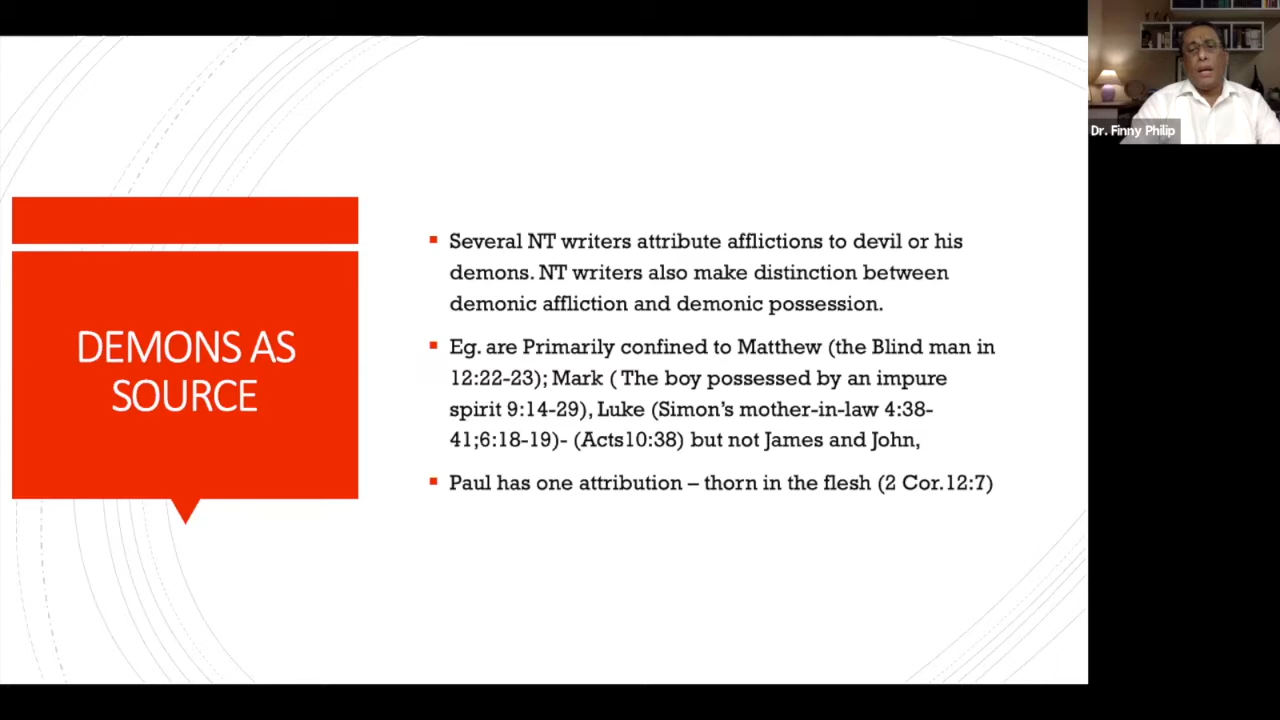 DEMONS AS
SOURCE
Several NT writers attribute afflictions to devil or his
demons. NT writers also make distinction between
demonic affliction and demonic possession.
Eg. are Primarily confined to Matthew (the Blind man in
12:22-23); Mark ( The boy possessed by an impure
spirit 9:14-29), Luke (Simon's mother-in-law 4:38-
41;6:18-19)- (Acts10:38) but not James and John,
Paul has one attribution – thorn in the flesh (2 Cor.12:7)
Dr. Finny Philip